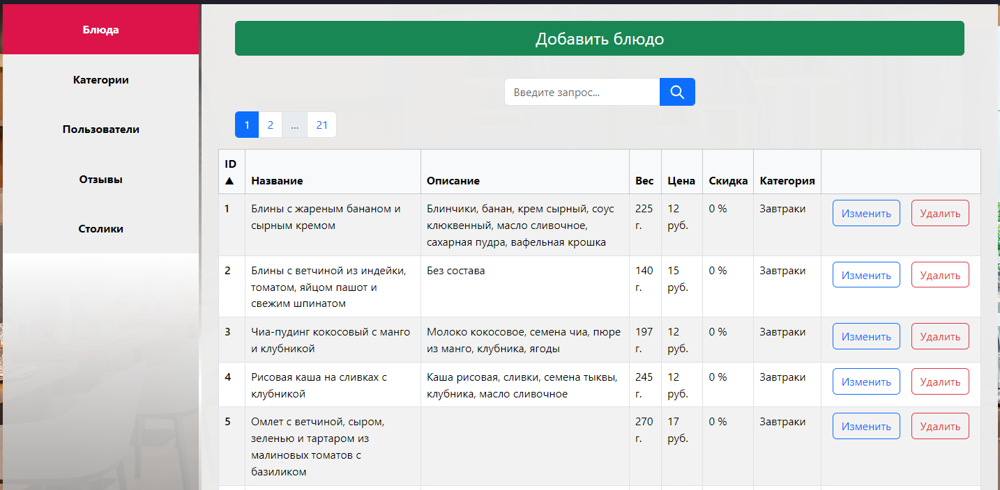 Блюда
Категории
Пользователи
Отзывы
Столики
Добавить блюдо
Введите запрос...
1 2 ... 21
ID ▲ Название Описание Вес Цена Скидка Категория
1 Блины с жареным бананом и Блинчики, банан, крем сырный, соус 225 12 0 % Завтраки Изменить Удалить
сырным кремом клюквенный, масло сливочное, г. руб.
сахарная пудра, вафельная крошка
2 Блины с ветчиной из индейки, Без состава 140 15 0 % Завтраки Изменить Удалить
томатом, яйцом пашот и г. руб.
свежим шпинатом
3 Чиа-пудинг кокосовый с манго Молоко кокосовое, семена чиа, пюре 197 12 0 % Завтраки Изменить Удалить
и клубникой из манго, клубника, ягоды г. руб.
4 Рисовая каша на сливках с Каша рисовая, сливки, семена тыквы, 245 12 0 % Завтраки Изменить Удалить
клубникой клубника, масло сливочное г. руб.
5 Омлет с ветчиной, сыром, 270 17 0 % Завтраки Изменить Удалить
зеленью и тартаром из г. руб.
малиновых томатов с
базиликом